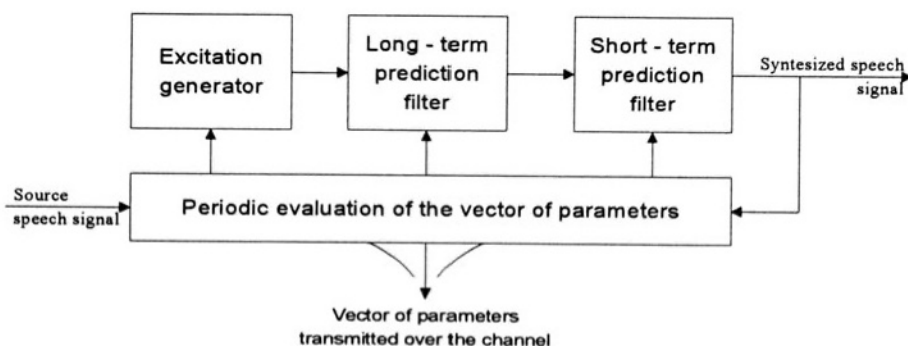 Excitation
generator
Long - term
prediction
filter
Short - term
prediction
filter
Syntesized speech
signal
Source
speech signal
Periodic evaluation of the vector of parameters
Vector of parameters
transmitted over the channel